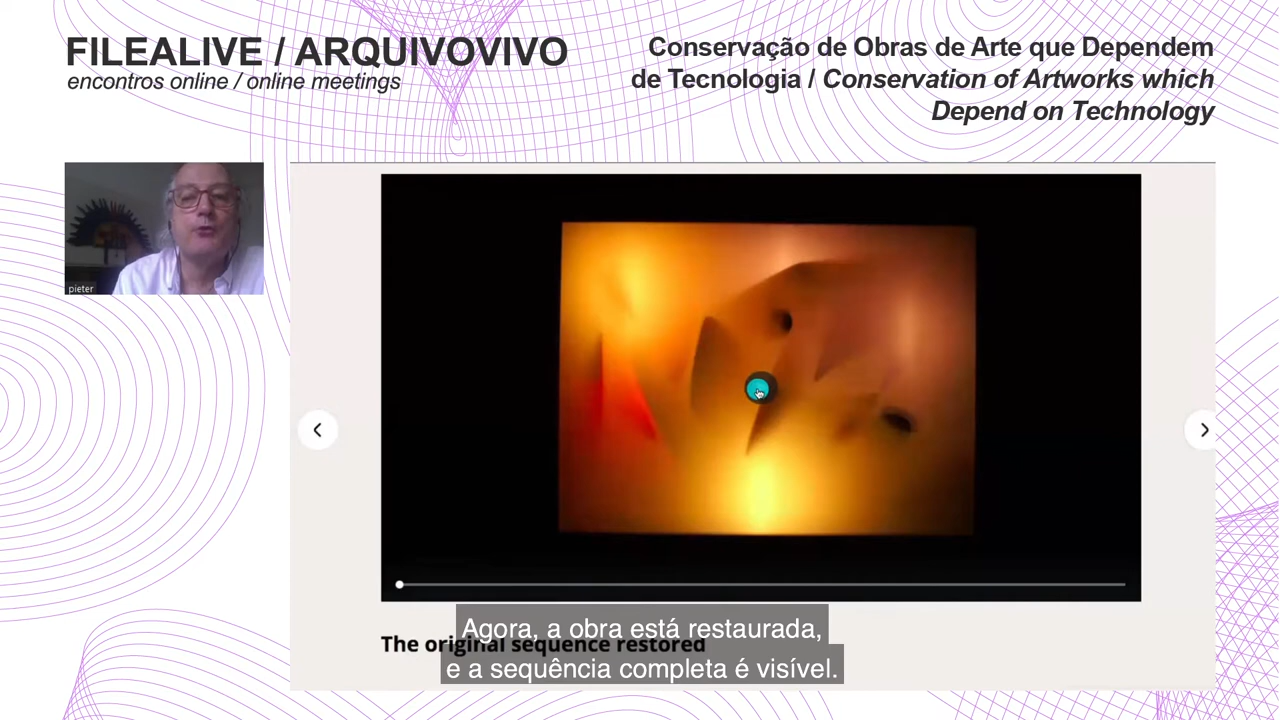 FILEALIVE / ARQUIVOVIVO
encontros online / online meetings
Conservação de Obras de Arte que Dependem
de Tecnologia / Conservation of Artworks which
Depend on Technology
pieter
The original sequence restored
Agora, a obra está restaurada,
e a sequência completa é visível.